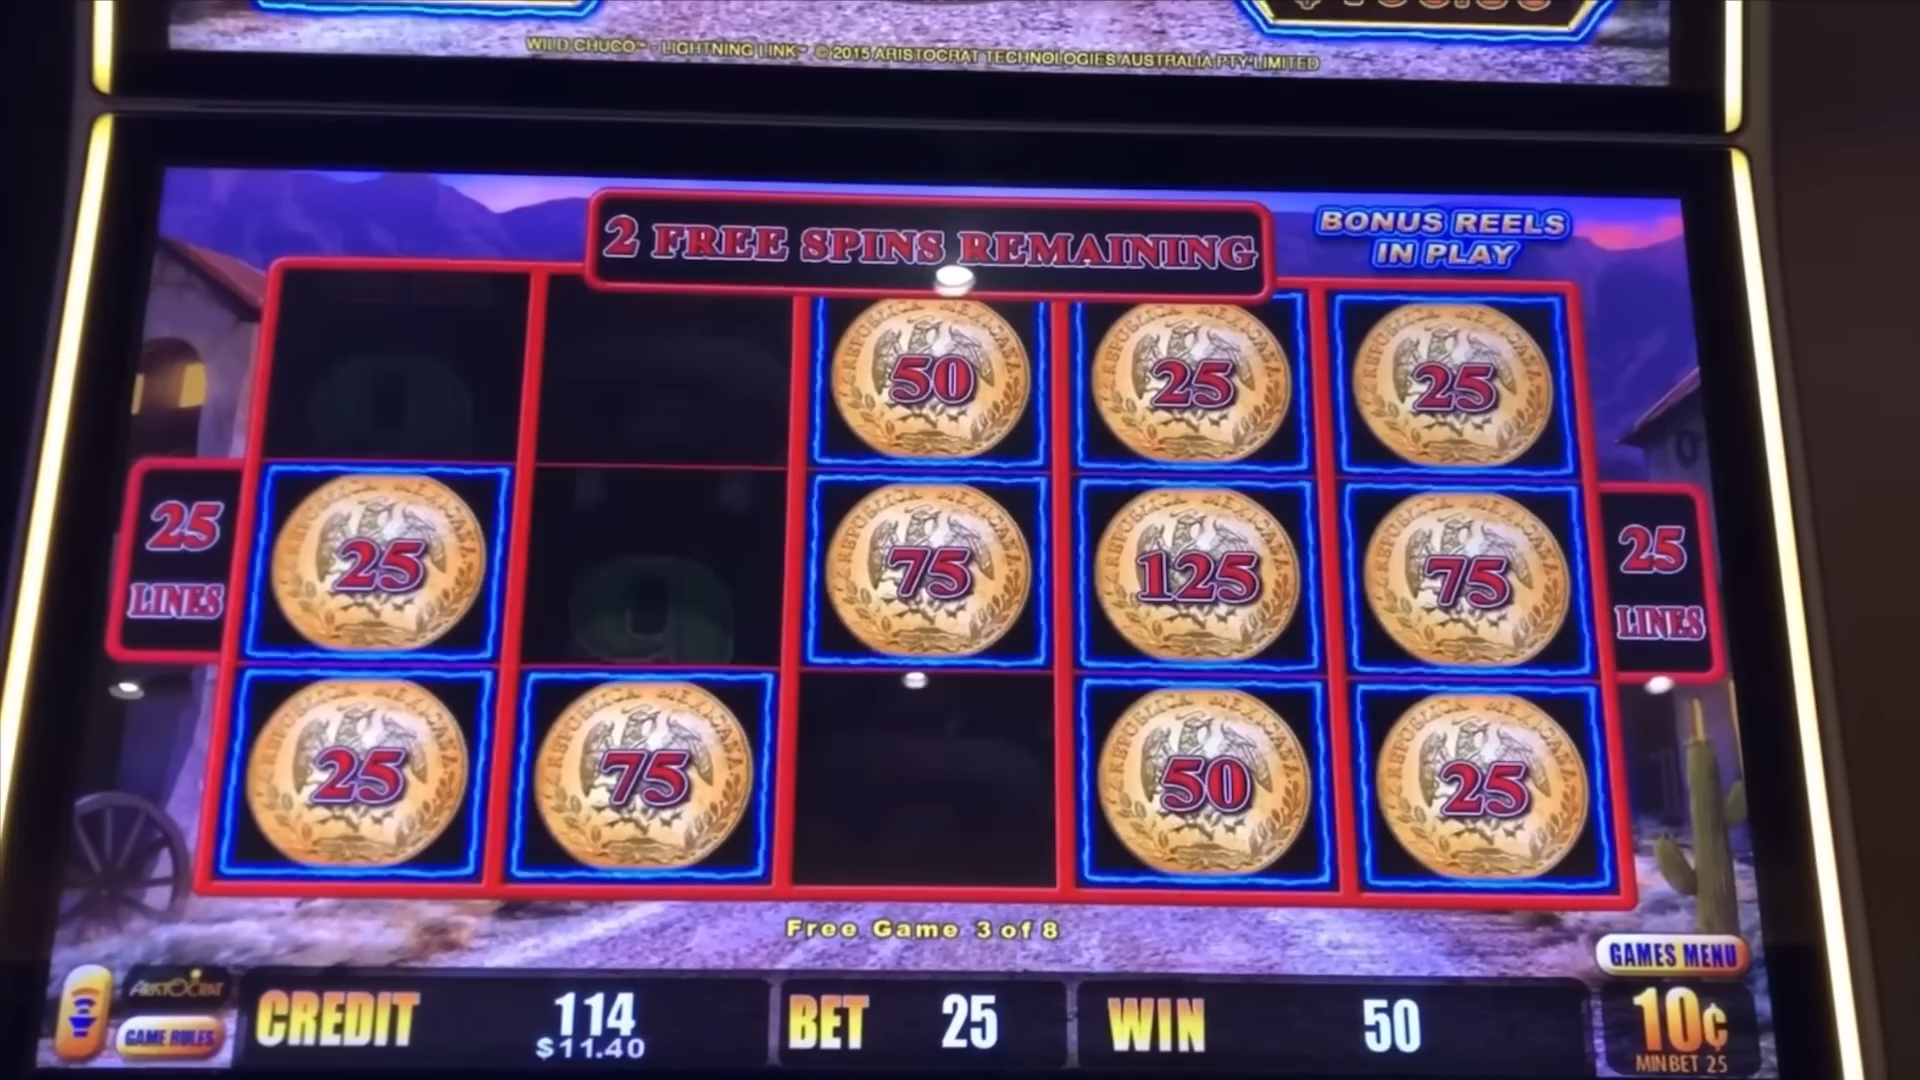 WILD CHUCO™ - LIGHTNING LINK™ © 2015 ARISTOCRAT TECHNOLOGIES AUSTRALIA PTY LIMITED
2 FREE SPINS REMAINING
BONUS REELS
IN PLAY
50
25
25
25
LINES
25
75
125
75
25
LINES
25
75
50
25
Free Game 3 of 8
GAMES MENU
ARISTOCRAT
GAME RULES
CREDIT
114
$11.40
BET
25
WIN
50
10¢
MIN BET 25